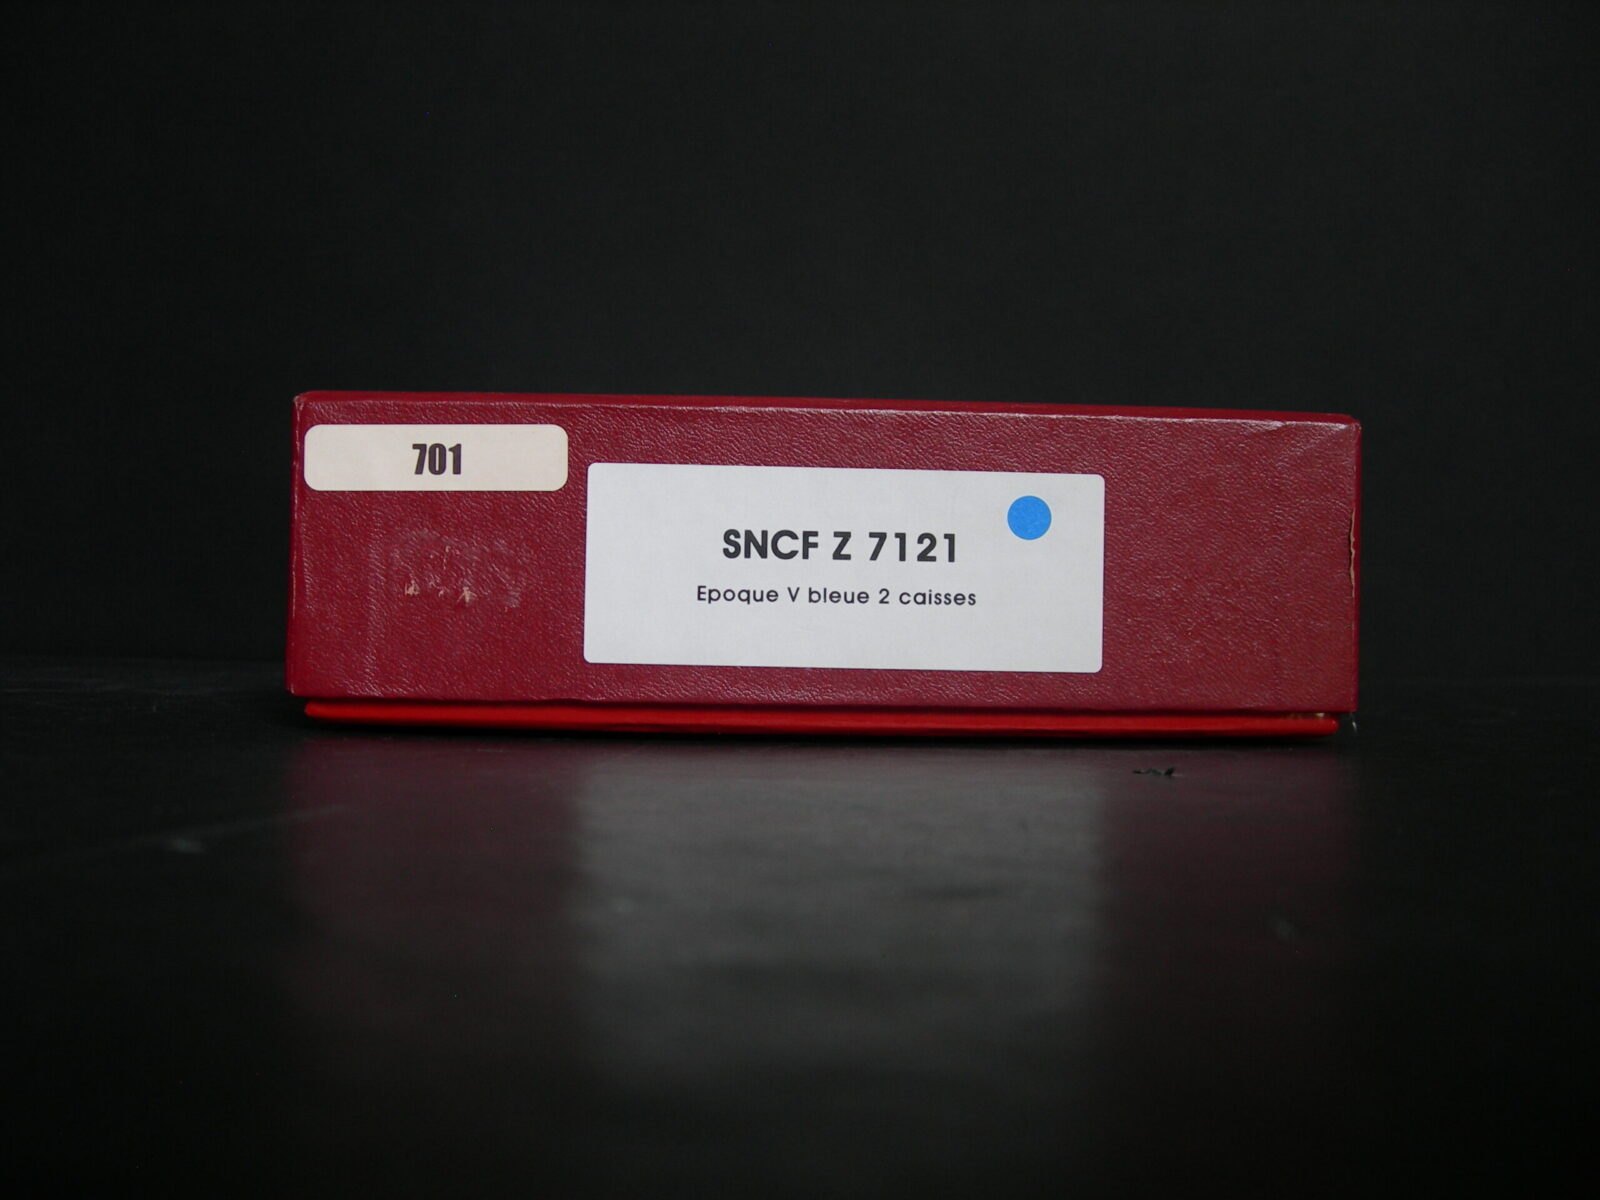 701
SNCF Z 7121
Epoque V bleue 2 caisses